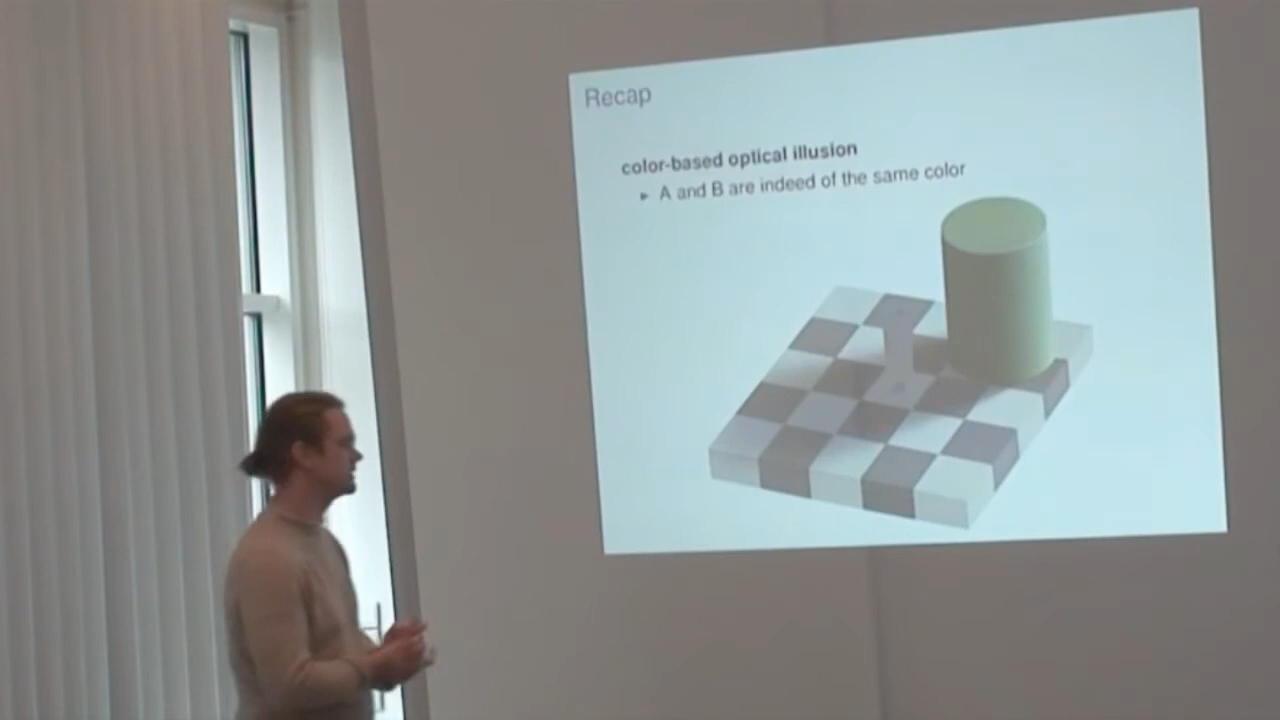 Recap
color-based optical illusion
A and B are indeed of the same color